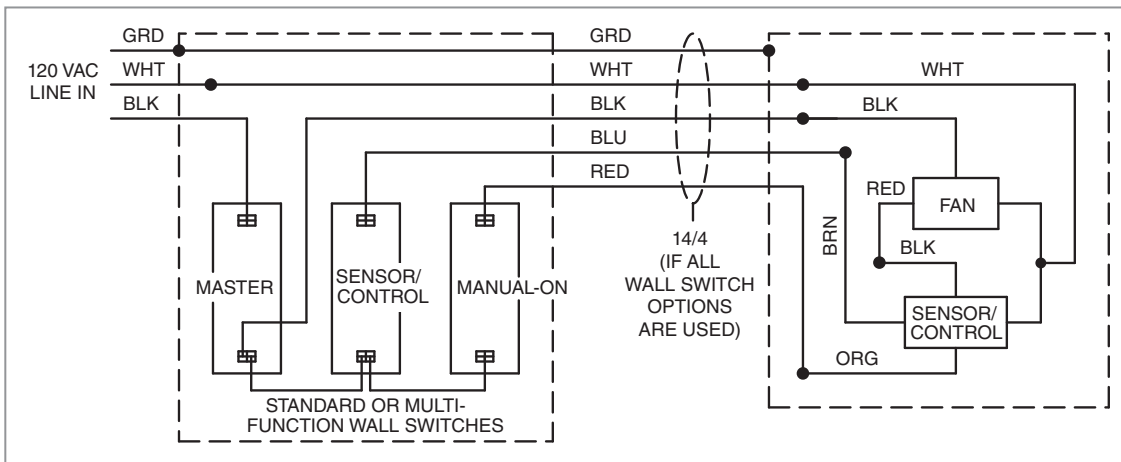 GRD
GRD
120 VAC
LINE IN
WHT
WHT
WHT
BLK
BLK
BLK
BLU
RED
RED
FAN
BRN
BLK
14/4
(IF ALL
WALL SWITCH
OPTIONS
ARE USED)
MASTER
SENSOR/
CONTROL
MANUAL-ON
SENSOR/
CONTROL
ORG
STANDARD OR MULTI-
FUNCTION WALL SWITCHES